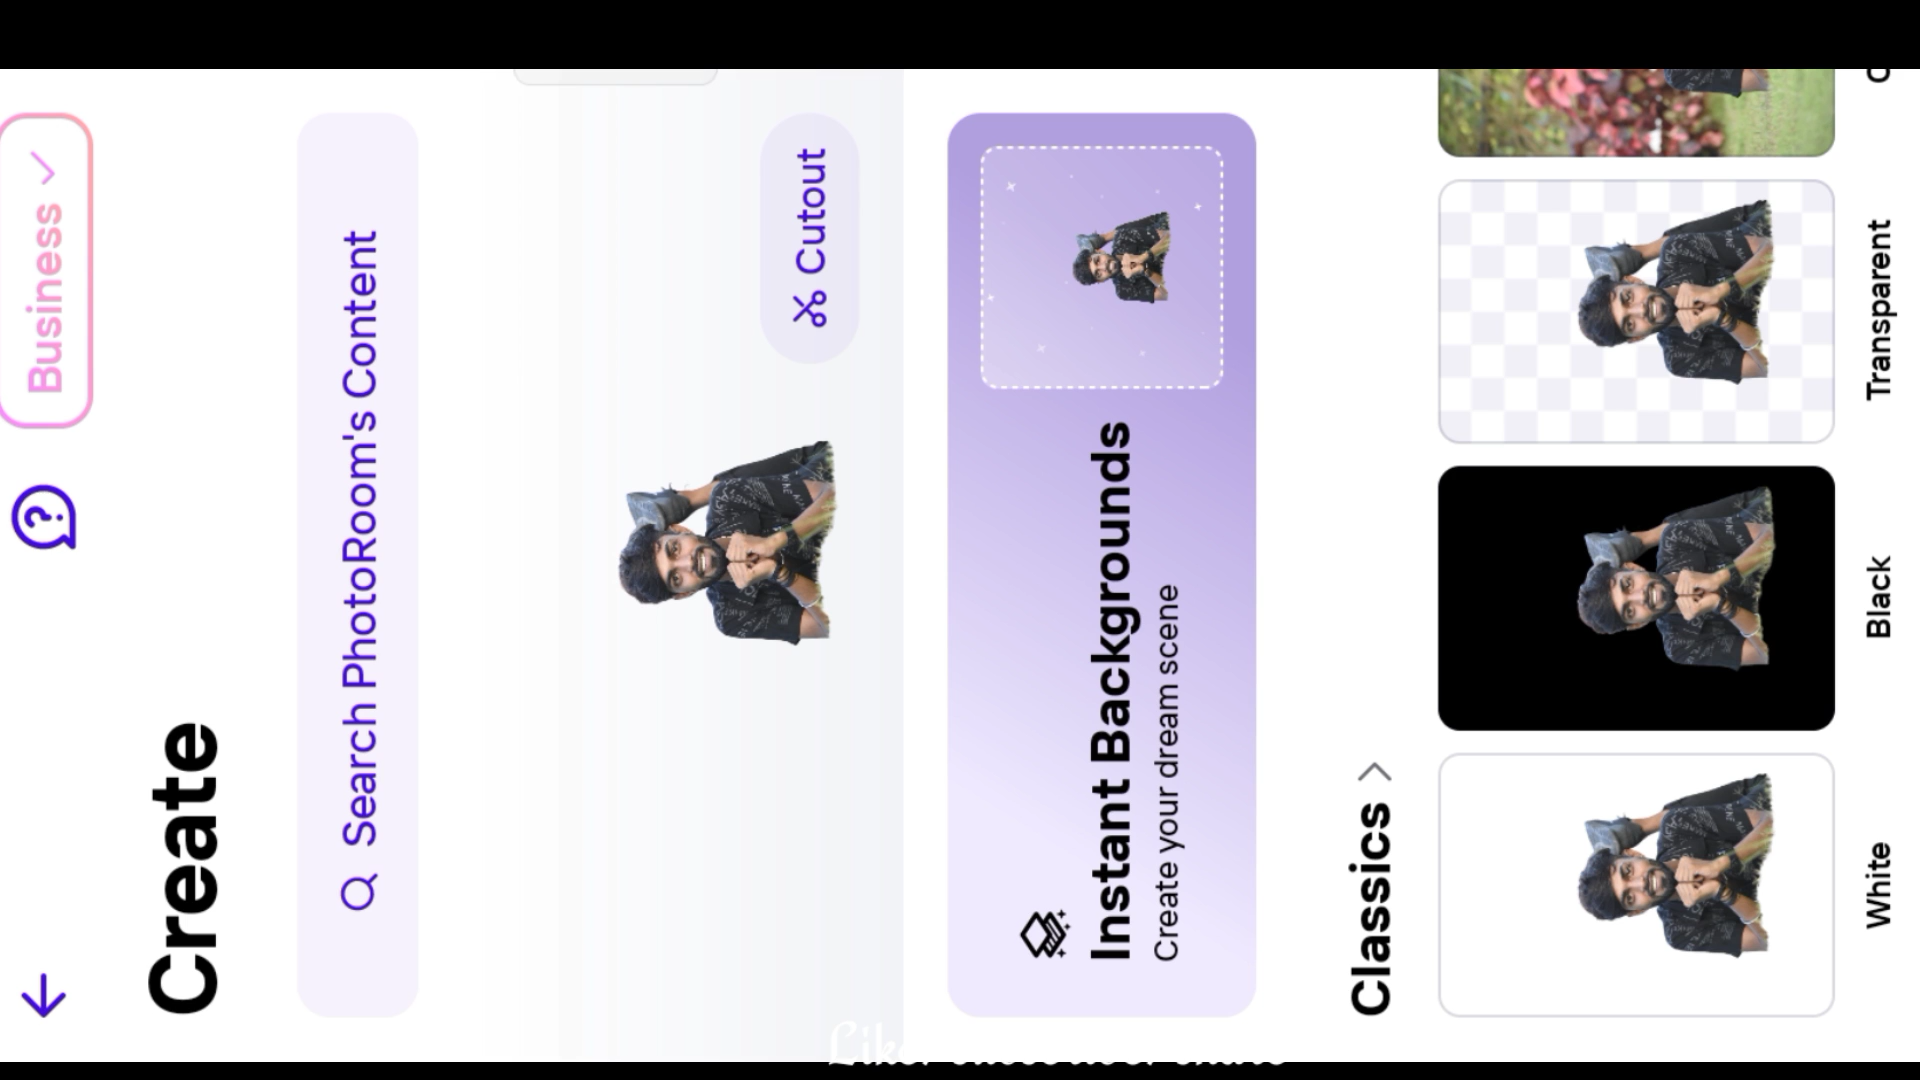 Business
Create
Search PhotoRoom's Content
Cutout
Instant Backgrounds
Create your dream scene
Classics
White
Black
Transparent